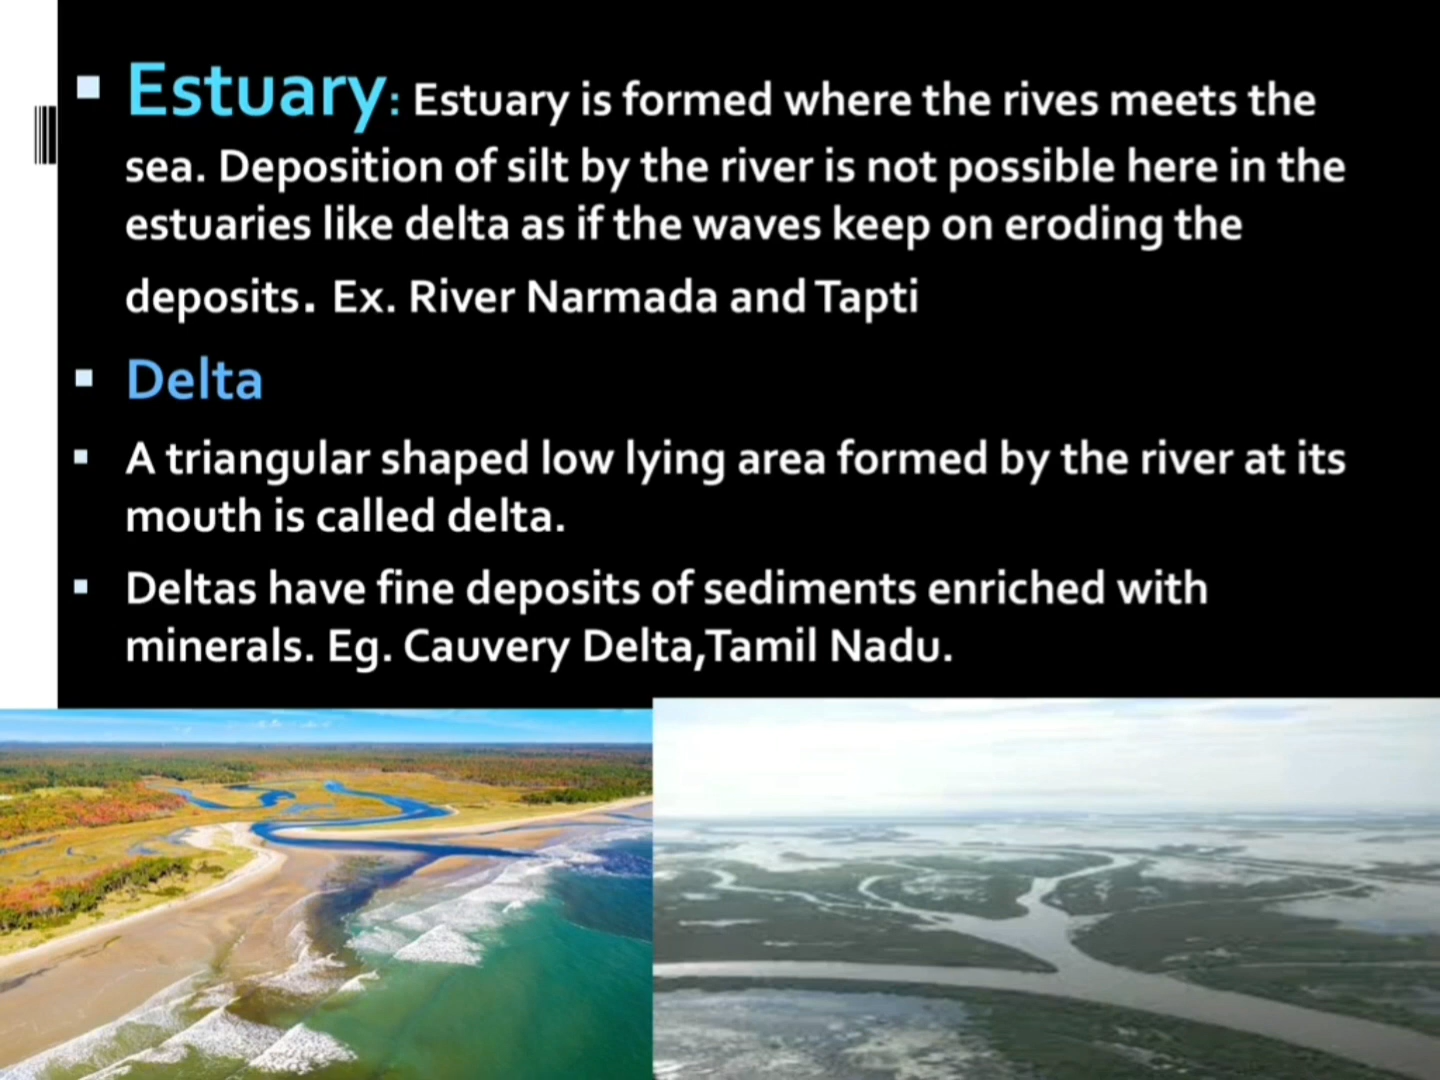 Estuary: Estuary is formed where the rives meets the
sea. Deposition of silt by the river is not possible here in the
estuaries like delta as if the waves keep on eroding the
deposits. Ex. River Narmada and Tapti
Delta
A triangular shaped low lying area formed by the river at its
mouth is called delta.
Deltas have fine deposits of sediments enriched with
minerals. Eg. Cauvery Delta,Tamil Nadu.